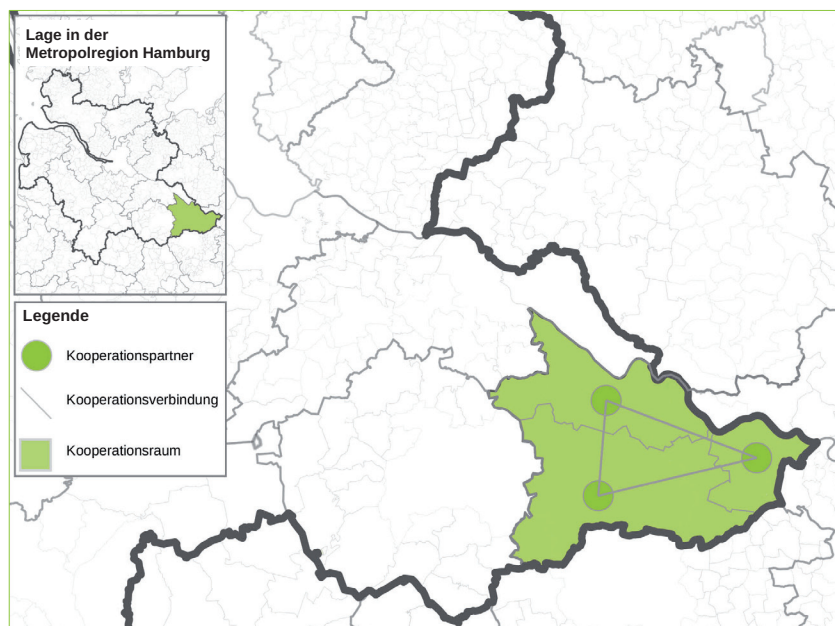 Lage in der
Metropolregion Hamburg
Legende
Kooperationspartner
Kooperationsverbindung
Kooperationsraum